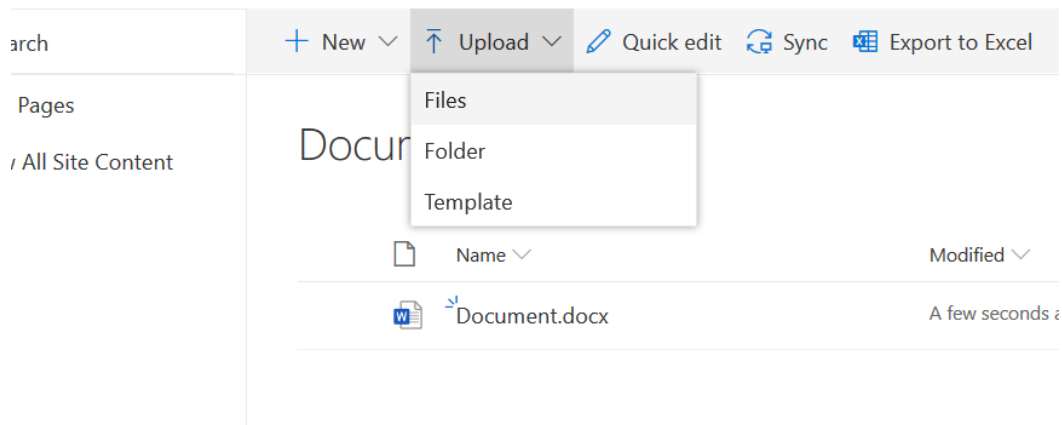 arch
New Upload Quick edit Sync Export to Excel
Pages
All Site Content
Files
Folder
Template
Docum
Name Modified
Document.docx A few seconds